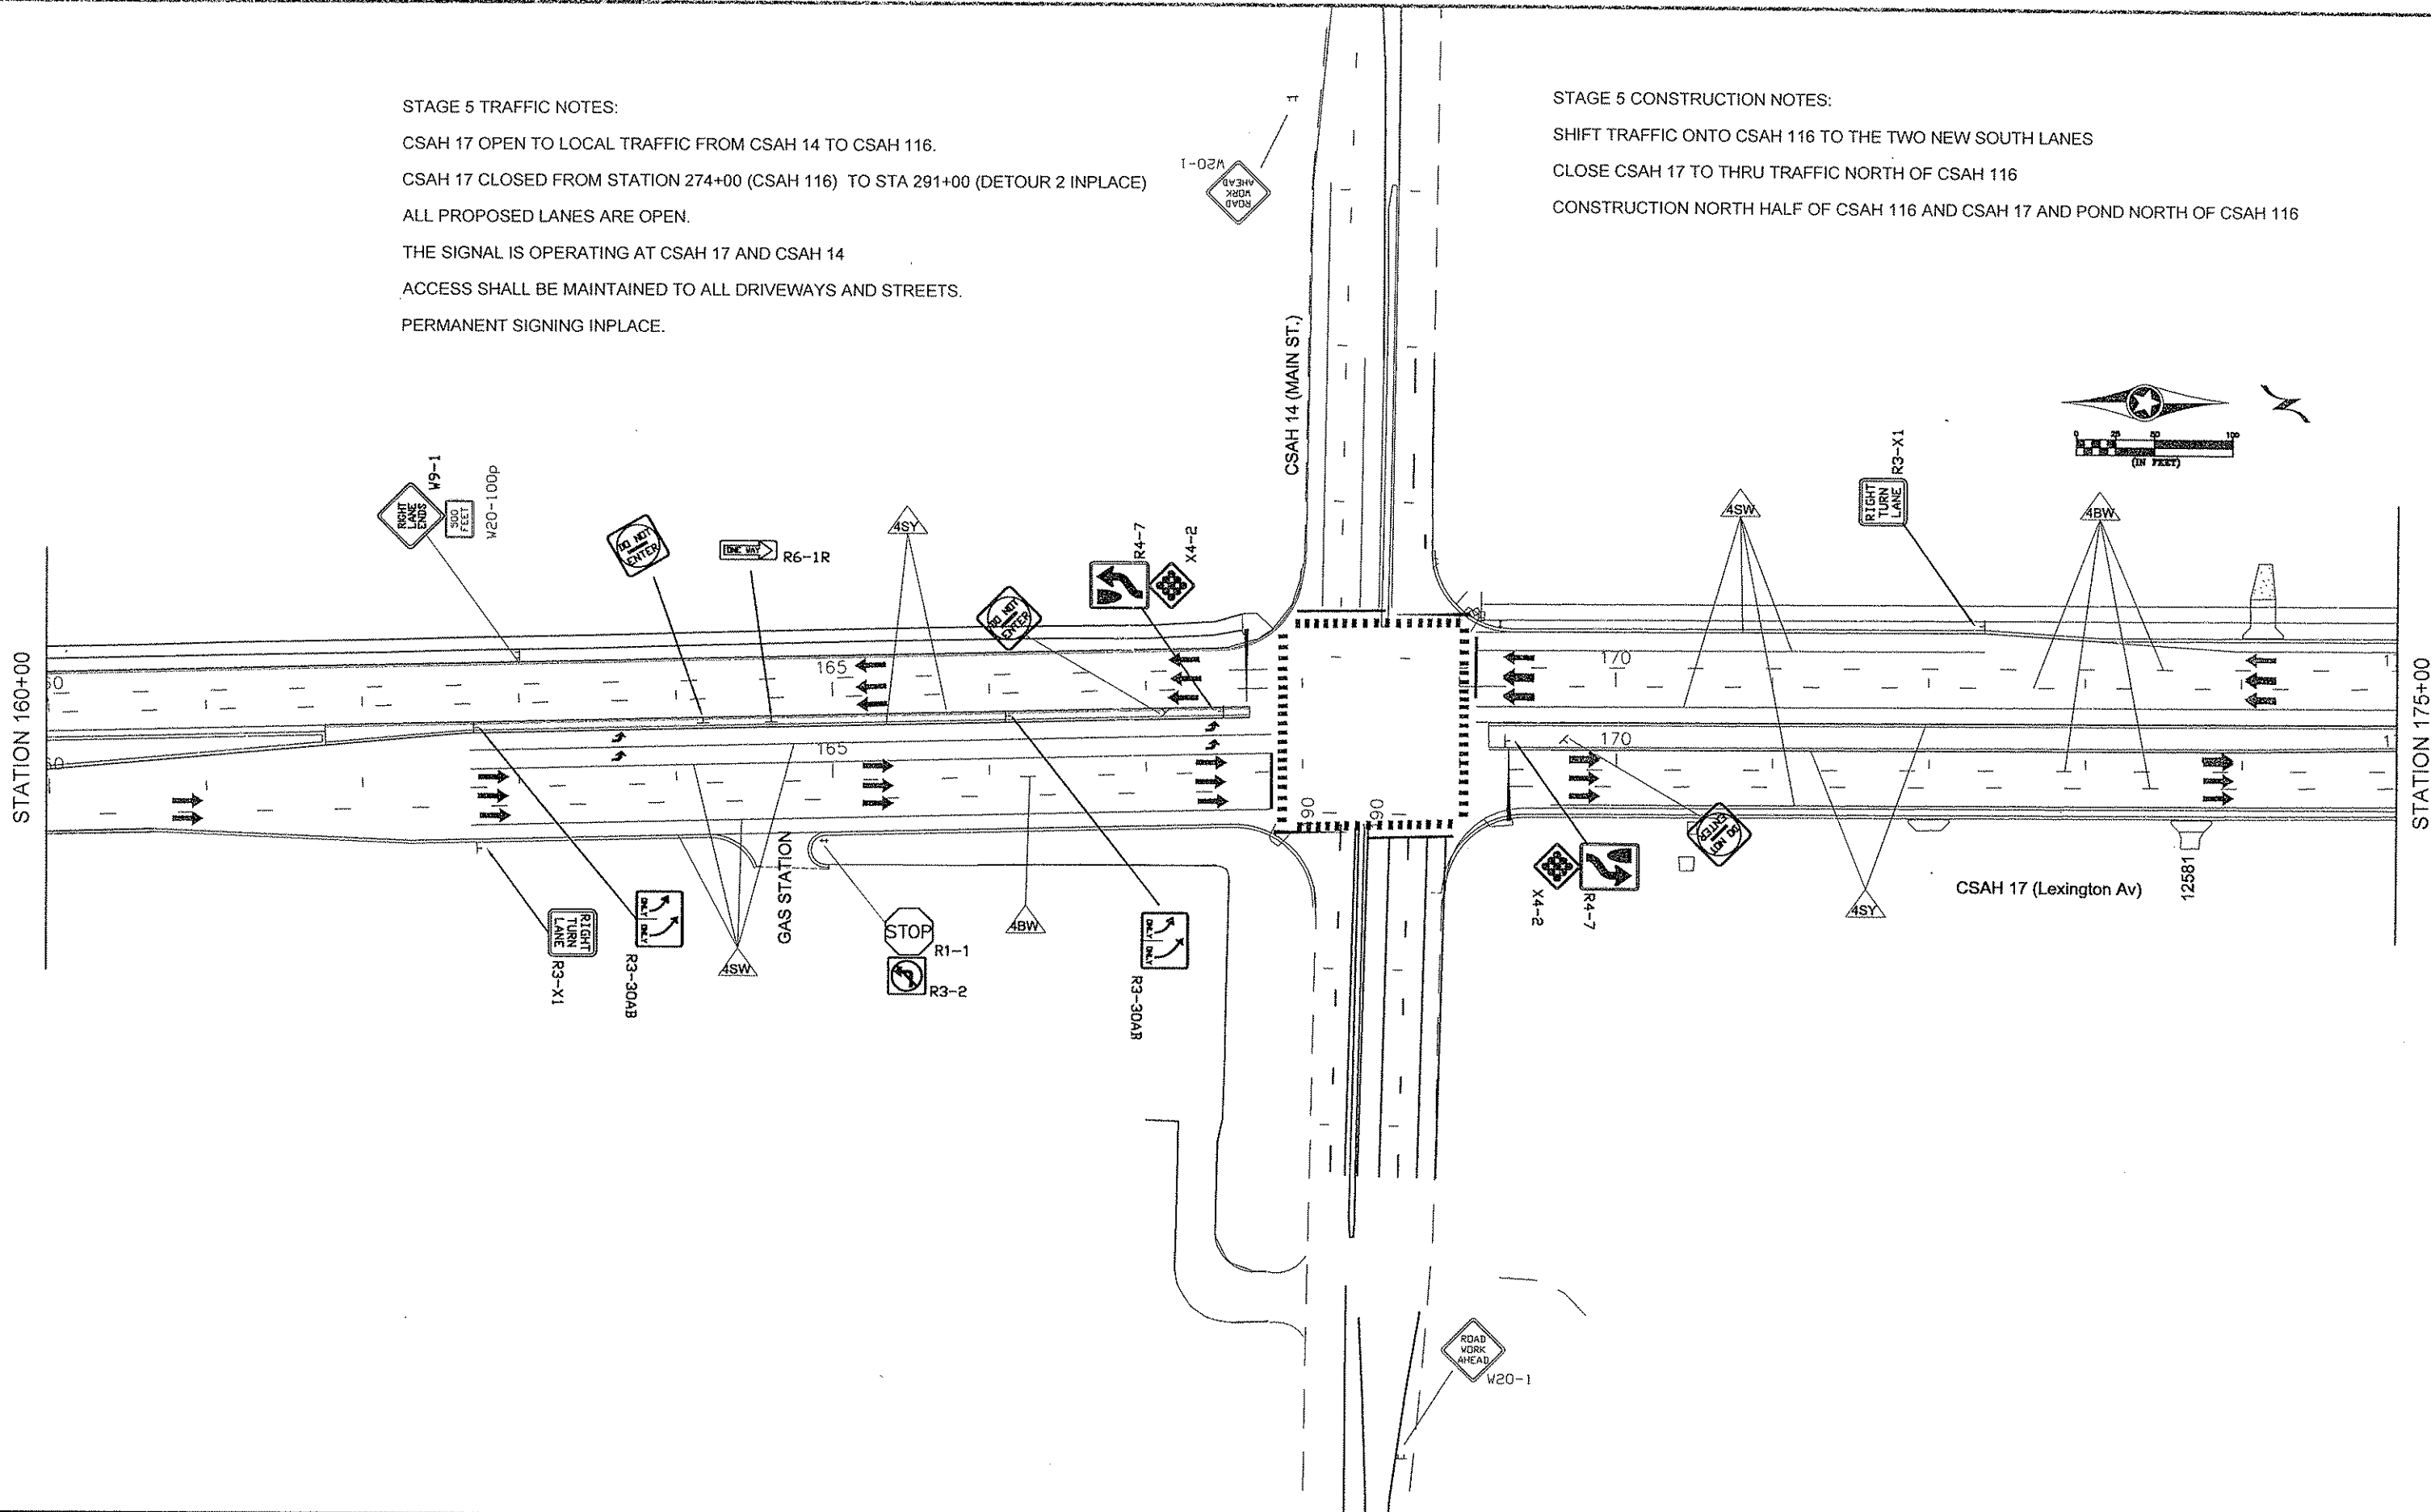 STAGE 5 TRAFFIC NOTES:
CSAH 17 OPEN TO LOCAL TRAFFIC FROM CSAH 14 TO CSAH 116.
CSAH 17 CLOSED FROM STATION 274+00 (CSAH 116) TO STA 291+00 (DETOUR 2 INPLACE)
ALL PROPOSED LANES ARE OPEN.
THE SIGNAL IS OPERATING AT CSAH 17 AND CSAH 14
ACCESS SHALL BE MAINTAINED TO ALL DRIVEWAYS AND STREETS.
PERMANENT SIGNING INPLACE.
STAGE 5 CONSTRUCTION NOTES:
SHIFT TRAFFIC ONTO CSAH 116 TO THE TWO NEW SOUTH LANES
CLOSE CSAH 17 TO THRU TRAFFIC NORTH OF CSAH 116
CONSTRUCTION NORTH HALF OF CSAH 116 AND CSAH 17 AND POND NORTH OF CSAH 116
W20-1
ROAD
WORK
AHEAD
CSAH 14 (MAIN ST.)
0 25 50 100
(IN FEET)
RIGHT
LANE
ENDS
W9-1
500
FEET
W20-100p
DO NOT
ENTER
ONE WAY
R6-1R
4SY
DO NOT
ENTER
R4-7
X4-2
4SW
RIGHT
TURN
LANE
R3-X1
4BW
STATION 160+00
STATION 175+00
165
170
165
170
90
90
GAS STATION
RIGHT
TURN
LANE
R3-X1
ONLY
ONLY
R3-30AB
4SW
STOP
R1-1
R3-2
4BW
ONLY
ONLY
R3-30AB
X4-2
R4-7
DO NOT
ENTER
4SY
CSAH 17 (Lexington Av)
12581
ROAD
WORK
AHEAD
W20-1